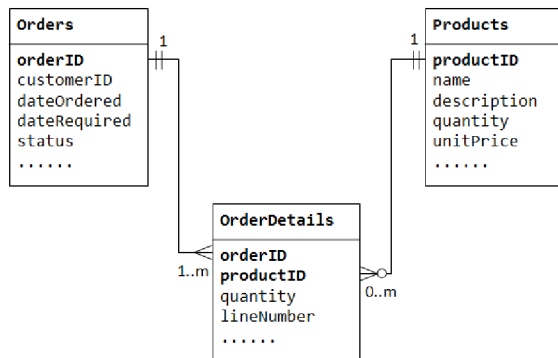 Orders
orderID
customerID
dateOrdered
dateRequired
status
......
1
1
Products
productID
name
description
quantity
unitPrice
......
OrderDetails
orderID
productID
quantity
lineNumber
......
1..m
0..m